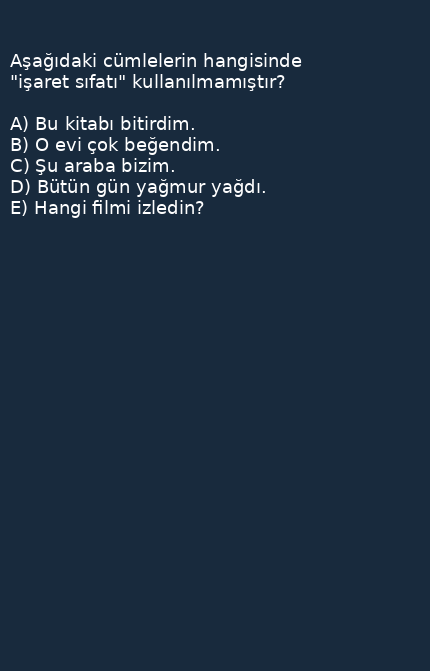 Aşağıdaki cümlelerin hangisinde
"işaret sıfatı" kullanılmamıştır?
A) Bu kitabı bitirdim.
B) O evi çok beğendim.
C) Şu araba bizim.
D) Bütün gün yağmur yağdı.
E) Hangi filmi izledin?